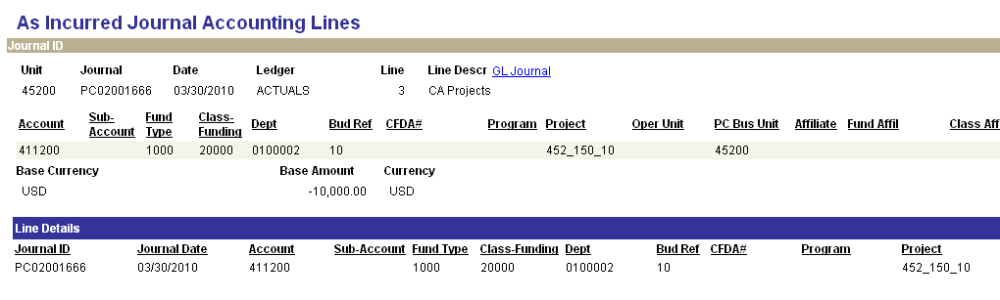 As Incurred Journal Accounting Lines
Journal ID
Unit Journal Date Ledger Line Line Descr GL Journal
45200 PC02001666 03/30/2010 ACTUALS 3 CA Projects
Account Sub-Account Fund Type Class-Funding Dept Bud Ref CFDA# Program Project Oper Unit PC Bus Unit Affiliate Fund Affil Class Aff
411200 1000 20000 0100002 10 452_150_10 45200
Base Currency Base Amount Currency
USD -10,000.00 USD
Line Details
Journal ID Journal Date Account Sub-Account Fund Type Class-Funding Dept Bud Ref CFDA# Program Project
PC02001666 03/30/2010 411200 1000 20000 0100002 10 452_150_10